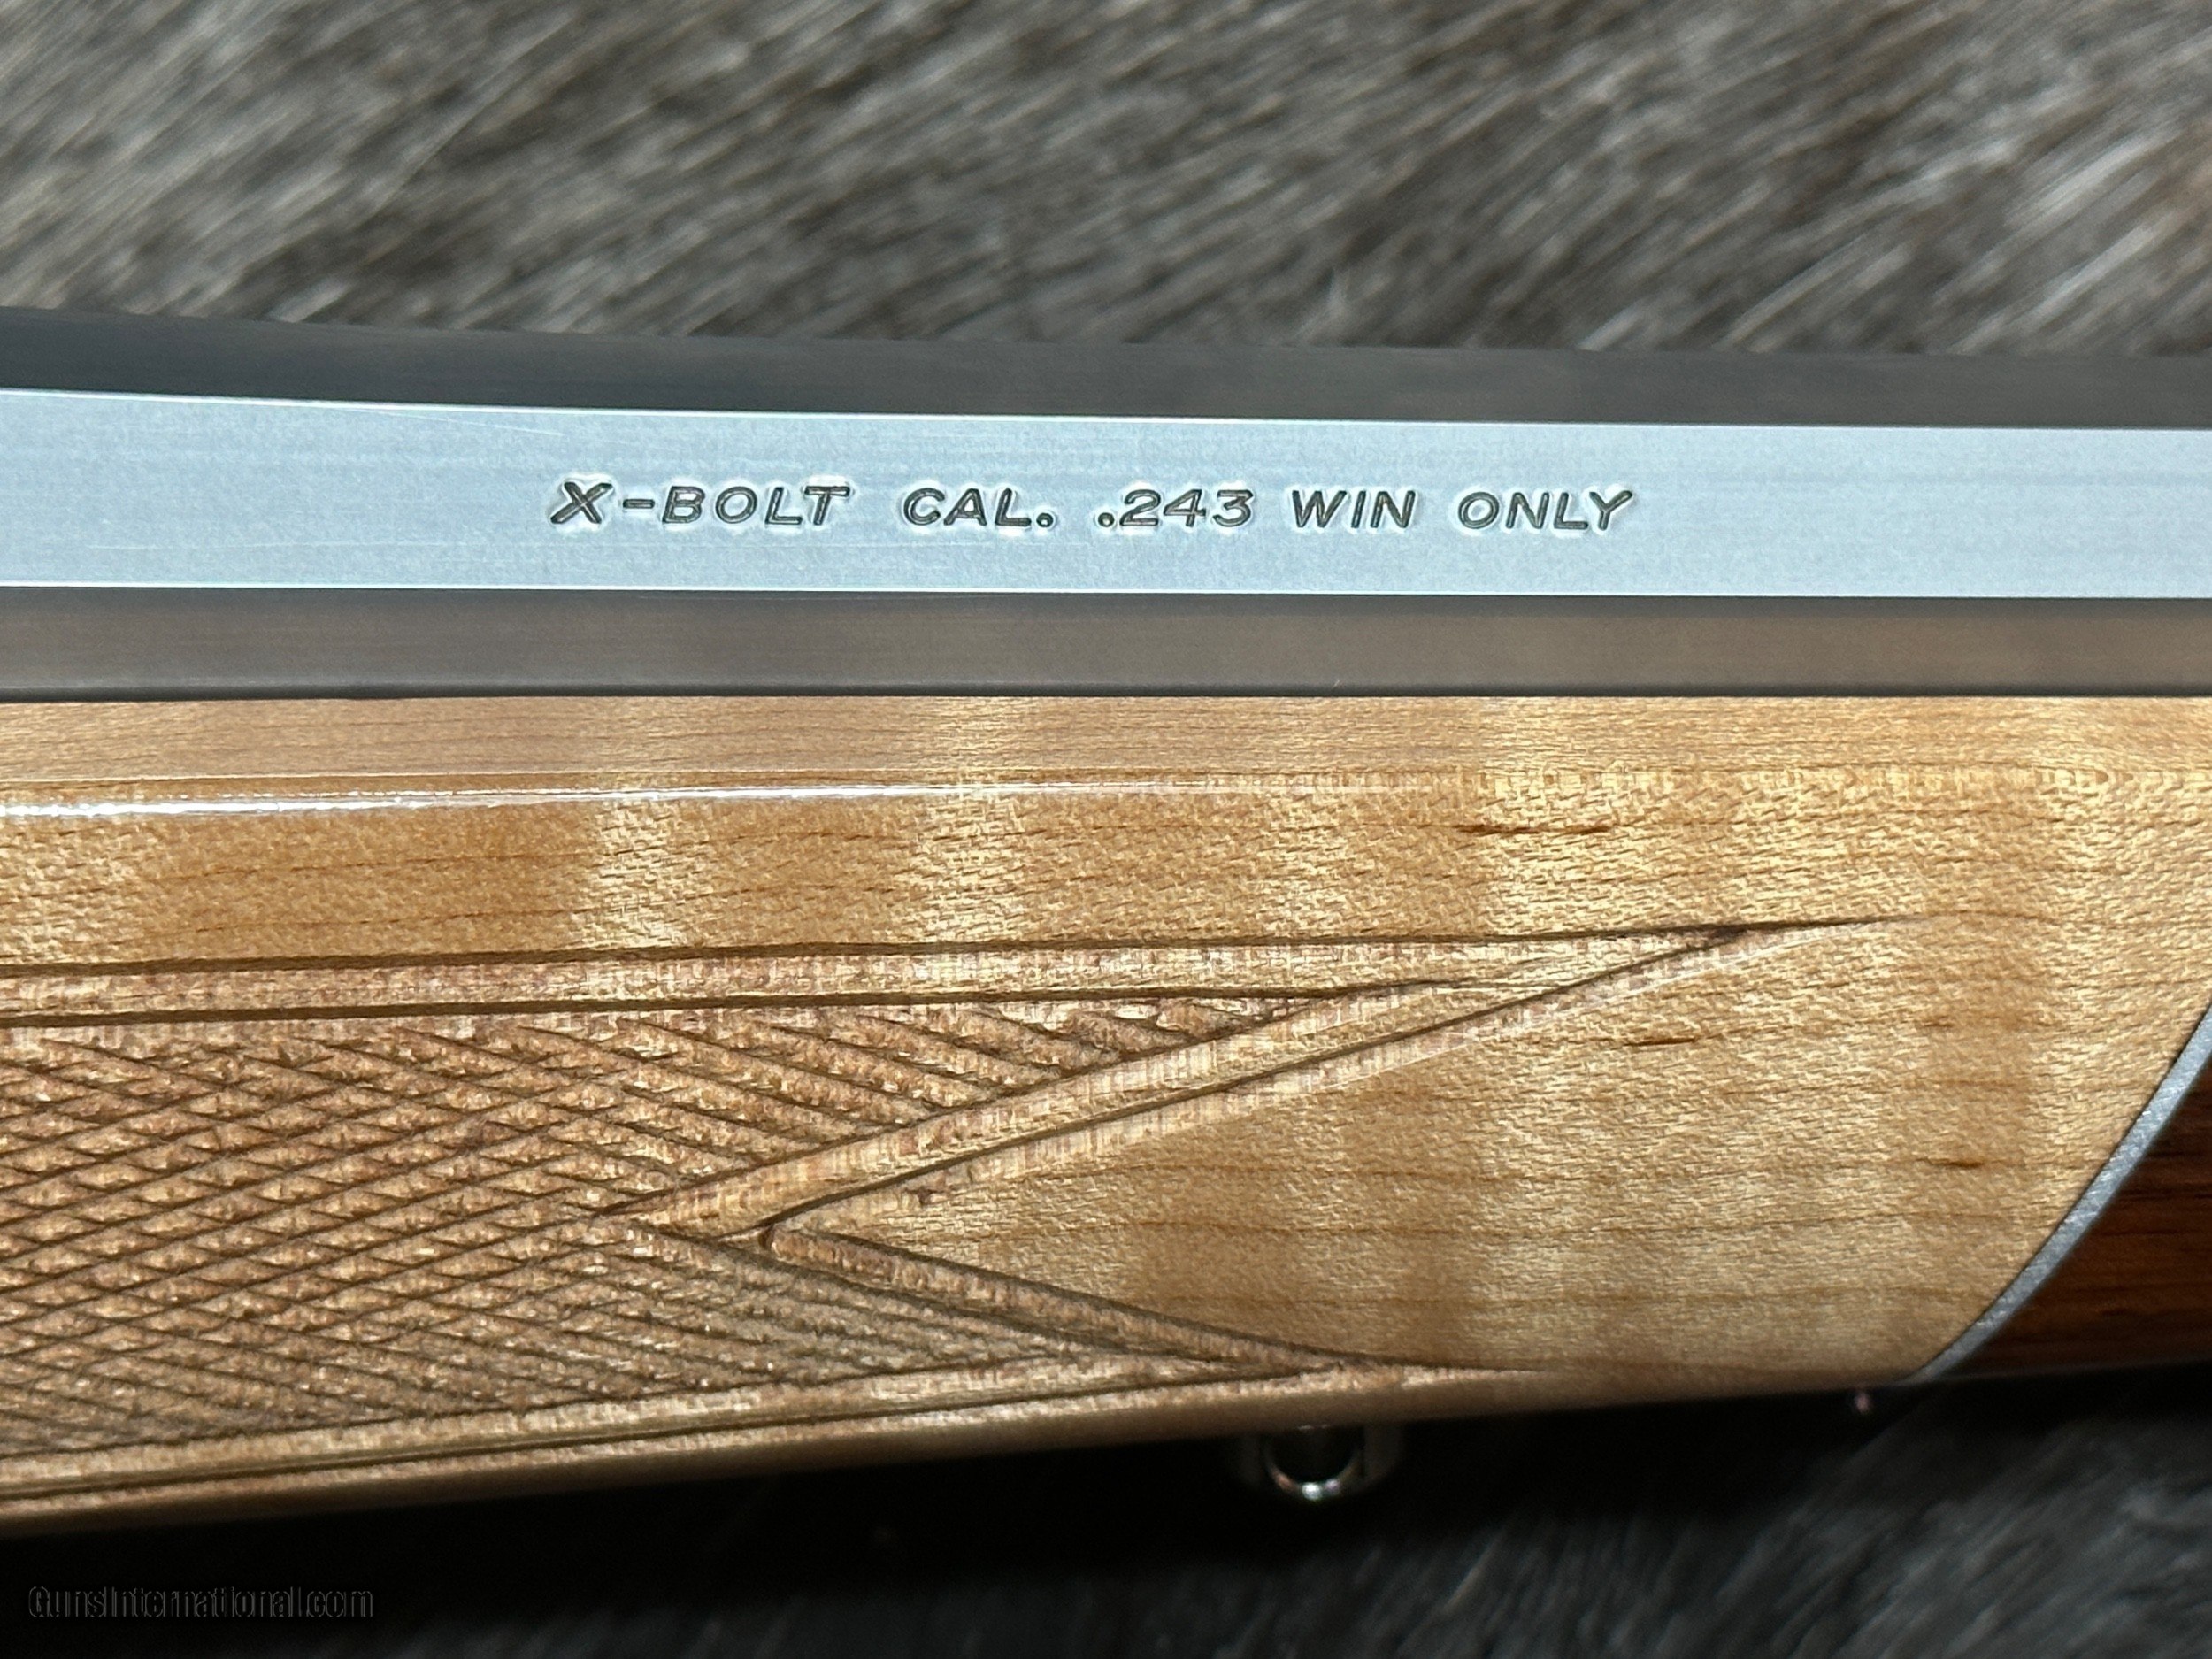 X-BOLT CAL. .243 WIN ONLY
GunsInternational.com